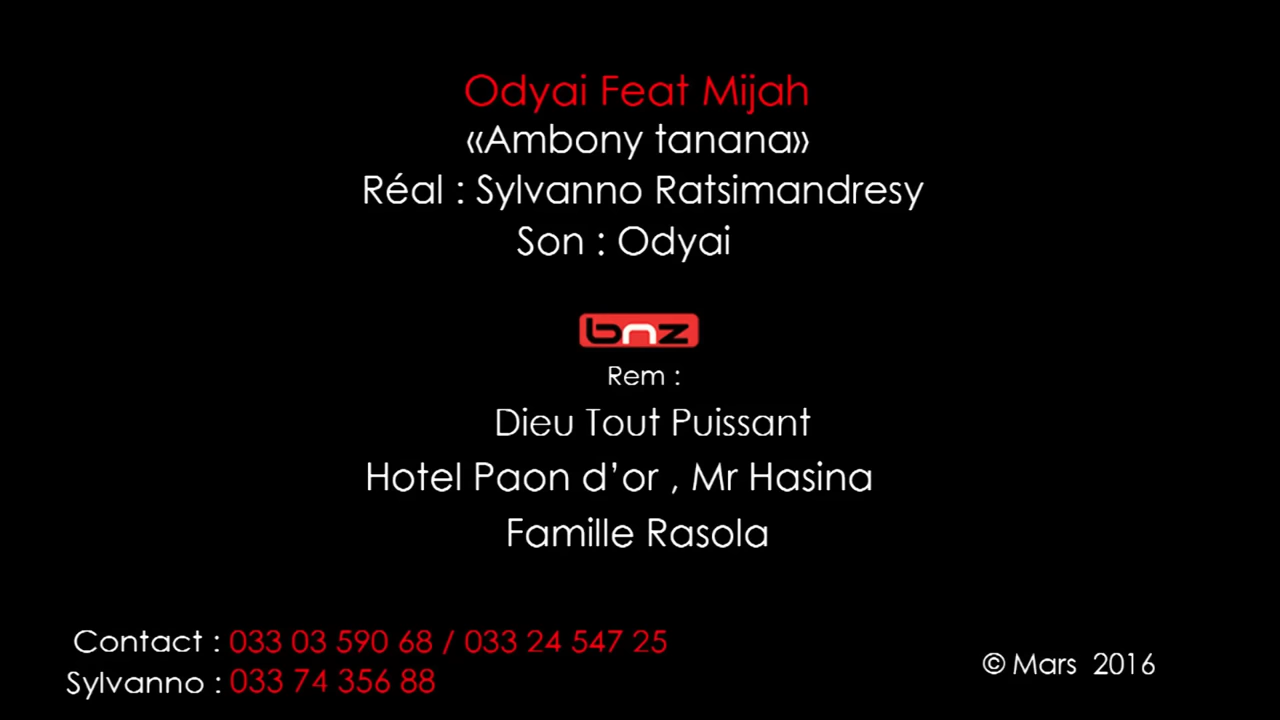 Odyai Feat Mijah
«Ambony tanana»
Réal : Sylvanno Ratsimandresy
Son : Odyai
bnz
Rem :
Dieu Tout Puissant
Hotel Paon d’or , Mr Hasina
Famille Rasola
Contact : 033 03 590 68 / 033 24 547 25
Sylvanno : 033 74 356 88
© Mars 2016